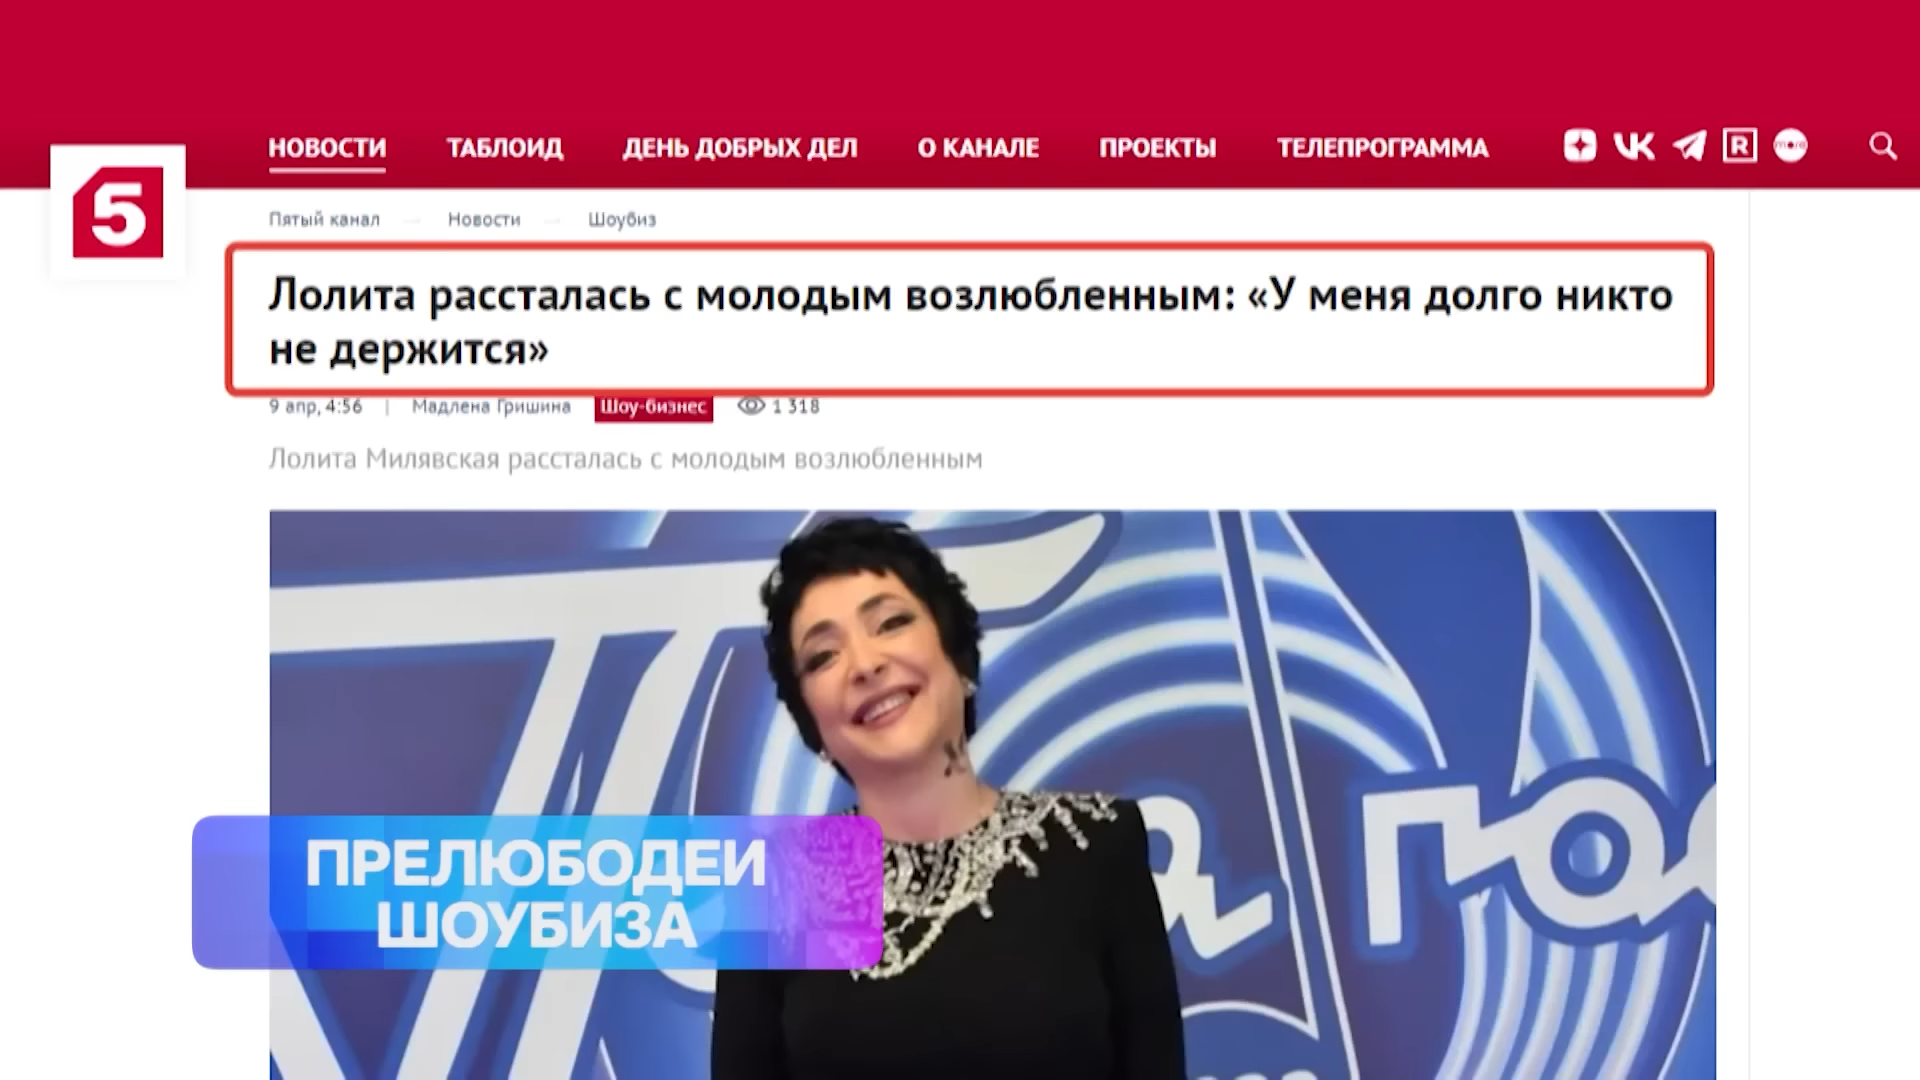 НОВОСТИ ТАБЛОИД ДЕНЬ ДОБРЫХ ДЕЛ О КАНАЛЕ ПРОЕКТЫ ТЕЛЕПРОГРАММА
5
Пятый канал — Новости — Шоубиз
Лолита рассталась с молодым возлюбленным: «У меня долго никто
не держится»
9 апр, 4:56 | Мадлена Гришина Шоу-бизнес 1 318
Лолита Милявская рассталась с молодым возлюбленным
ПРЕЛЮБОДЕИ
ШОУБИЗА